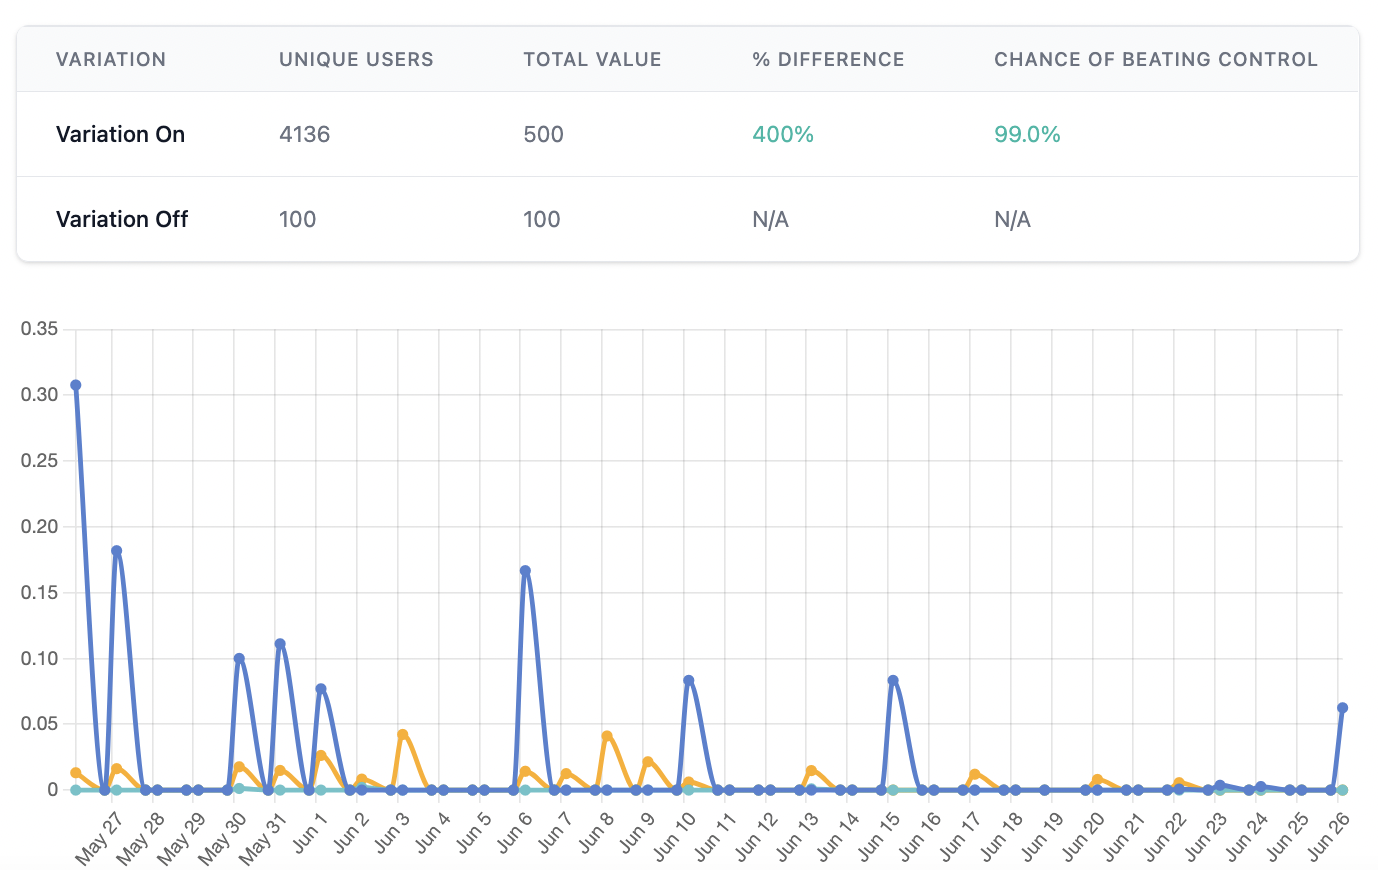 VARIATION UNIQUE USERS TOTAL VALUE % DIFFERENCE CHANCE OF BEATING CONTROL
Variation On 4136 500 400% 99.0%
Variation Off 100 100 N/A N/A
0.35
0.30
0.25
0.20
0.15
0.10
0.05
0
May 27 May 28 May 29 May 30 May 31 Jun 1 Jun 2 Jun 3 Jun 4 Jun 5 Jun 6 Jun 7 Jun 8 Jun 9 Jun 10 Jun 11 Jun 12 Jun 13 Jun 14 Jun 15 Jun 16 Jun 17 Jun 18 Jun 19 Jun 20 Jun 21 Jun 22 Jun 23 Jun 24 Jun 25 Jun 26